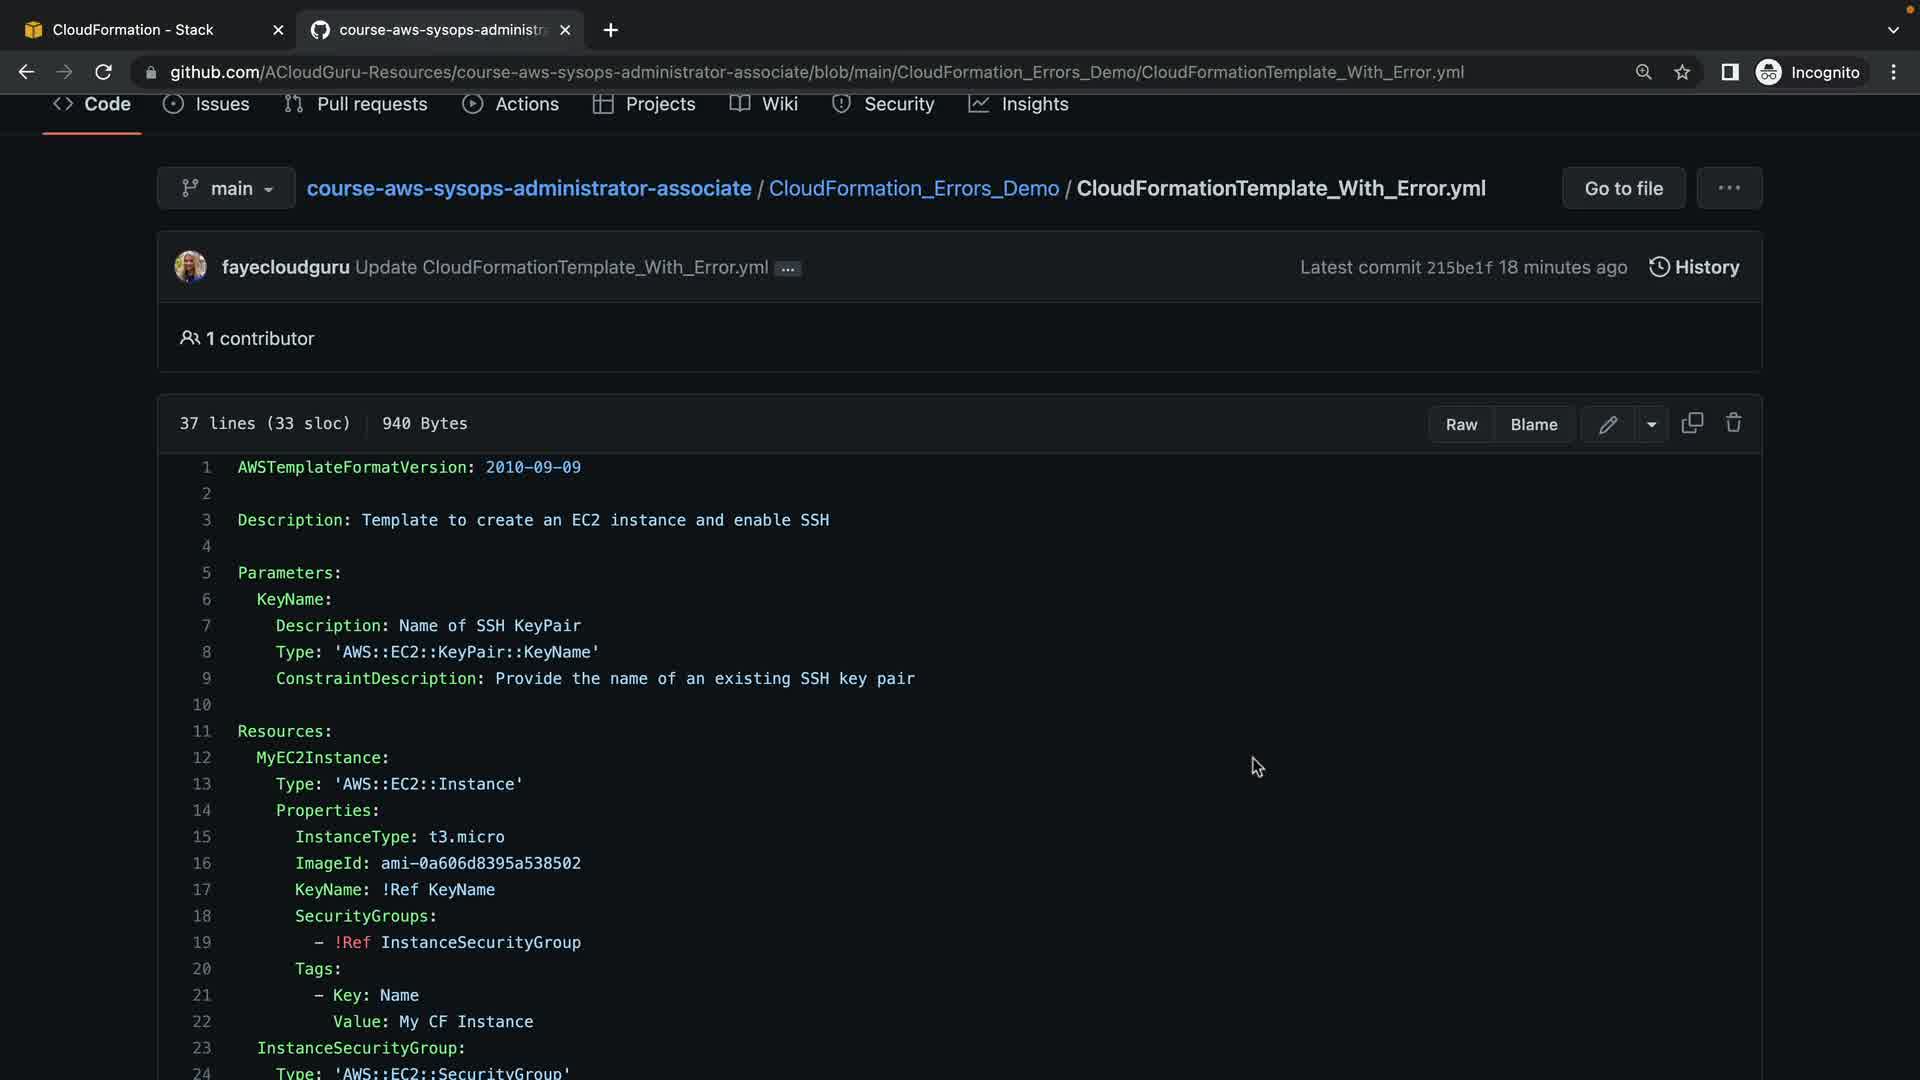 CloudFormation - Stack
course-aws-sysops-administr
github.com/ACloudGuru-Resources/course-aws-sysops-administrator-associate/blob/main/CloudFormation_Errors_Demo/CloudFormationTemplate_With_Error.yml
Incognito
Code Issues Pull requests Actions Projects Wiki Security Insights
main course-aws-sysops-administrator-associate / CloudFormation_Errors_Demo / CloudFormationTemplate_With_Error.yml Go to file ...
fayecloudguru Update CloudFormationTemplate_With_Error.yml ... Latest commit 215be1f 18 minutes ago History
1 contributor
37 lines (33 sloc) 940 Bytes Raw Blame
1 AWSTemplateFormatVersion: 2010-09-09
2
3 Description: Template to create an EC2 instance and enable SSH
4
5 Parameters:
6 KeyName:
7 Description: Name of SSH KeyPair
8 Type: 'AWS::EC2::KeyPair::KeyName'
9 ConstraintDescription: Provide the name of an existing SSH key pair
10
11 Resources:
12 MyEC2Instance:
13 Type: 'AWS::EC2::Instance'
14 Properties:
15 InstanceType: t3.micro
16 ImageId: ami-0a606d8395a538502
17 KeyName: !Ref KeyName
18 SecurityGroups:
19 - !Ref InstanceSecurityGroup
20 Tags:
21 - Key: Name
22 Value: My CF Instance
23 InstanceSecurityGroup:
24 Type: 'AWS::EC2::SecurityGroup'